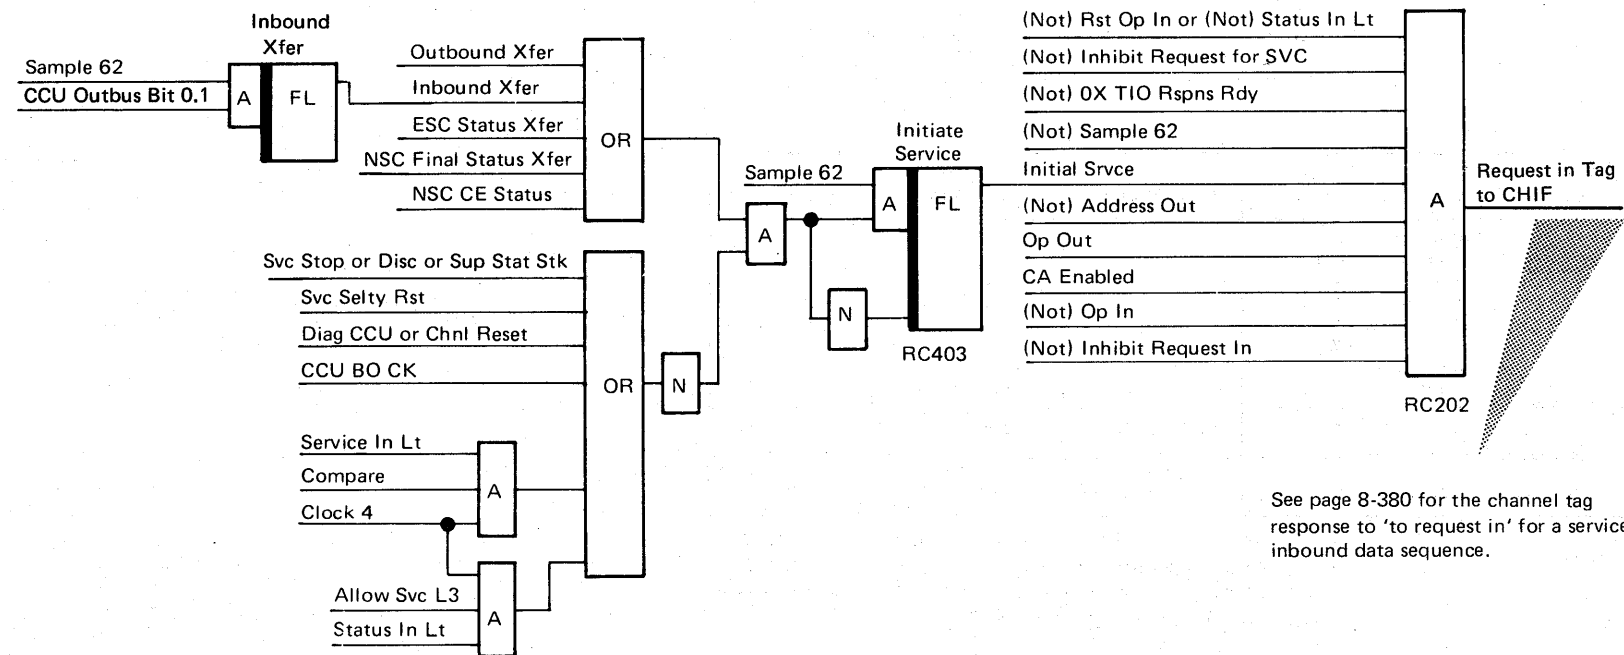 Inbound
Xfer
Sample 62
CCU Outbus Bit 0.1
A
FL
Outbound Xfer
Inbound Xfer
ESC Status Xfer
NSC Final Status Xfer
NSC CE Status
OR
Svc Stop or Disc or Sup Stat Stk
Svc Selty Rst
Diag CCU or Chnl Reset
CCU BO CK
OR
N
Service In Lt
Compare
Clock 4
A
Allow Svc L3
Status In Lt
A
A
Initiate
Service
Sample 62
A
FL
N
RC403
(Not) Rst Op In or (Not) Status In Lt
(Not) Inhibit Request for SVC
(Not) 0X TIO Rspns Rdy
(Not) Sample 62
Initial Srvce
(Not) Address Out
Op Out
CA Enabled
(Not) Op In
(Not) Inhibit Request In
A
RC202
Request in Tag
to CHIF
See page 8-380 for the channel tag
response to 'to request in' for a service
inbound data sequence.